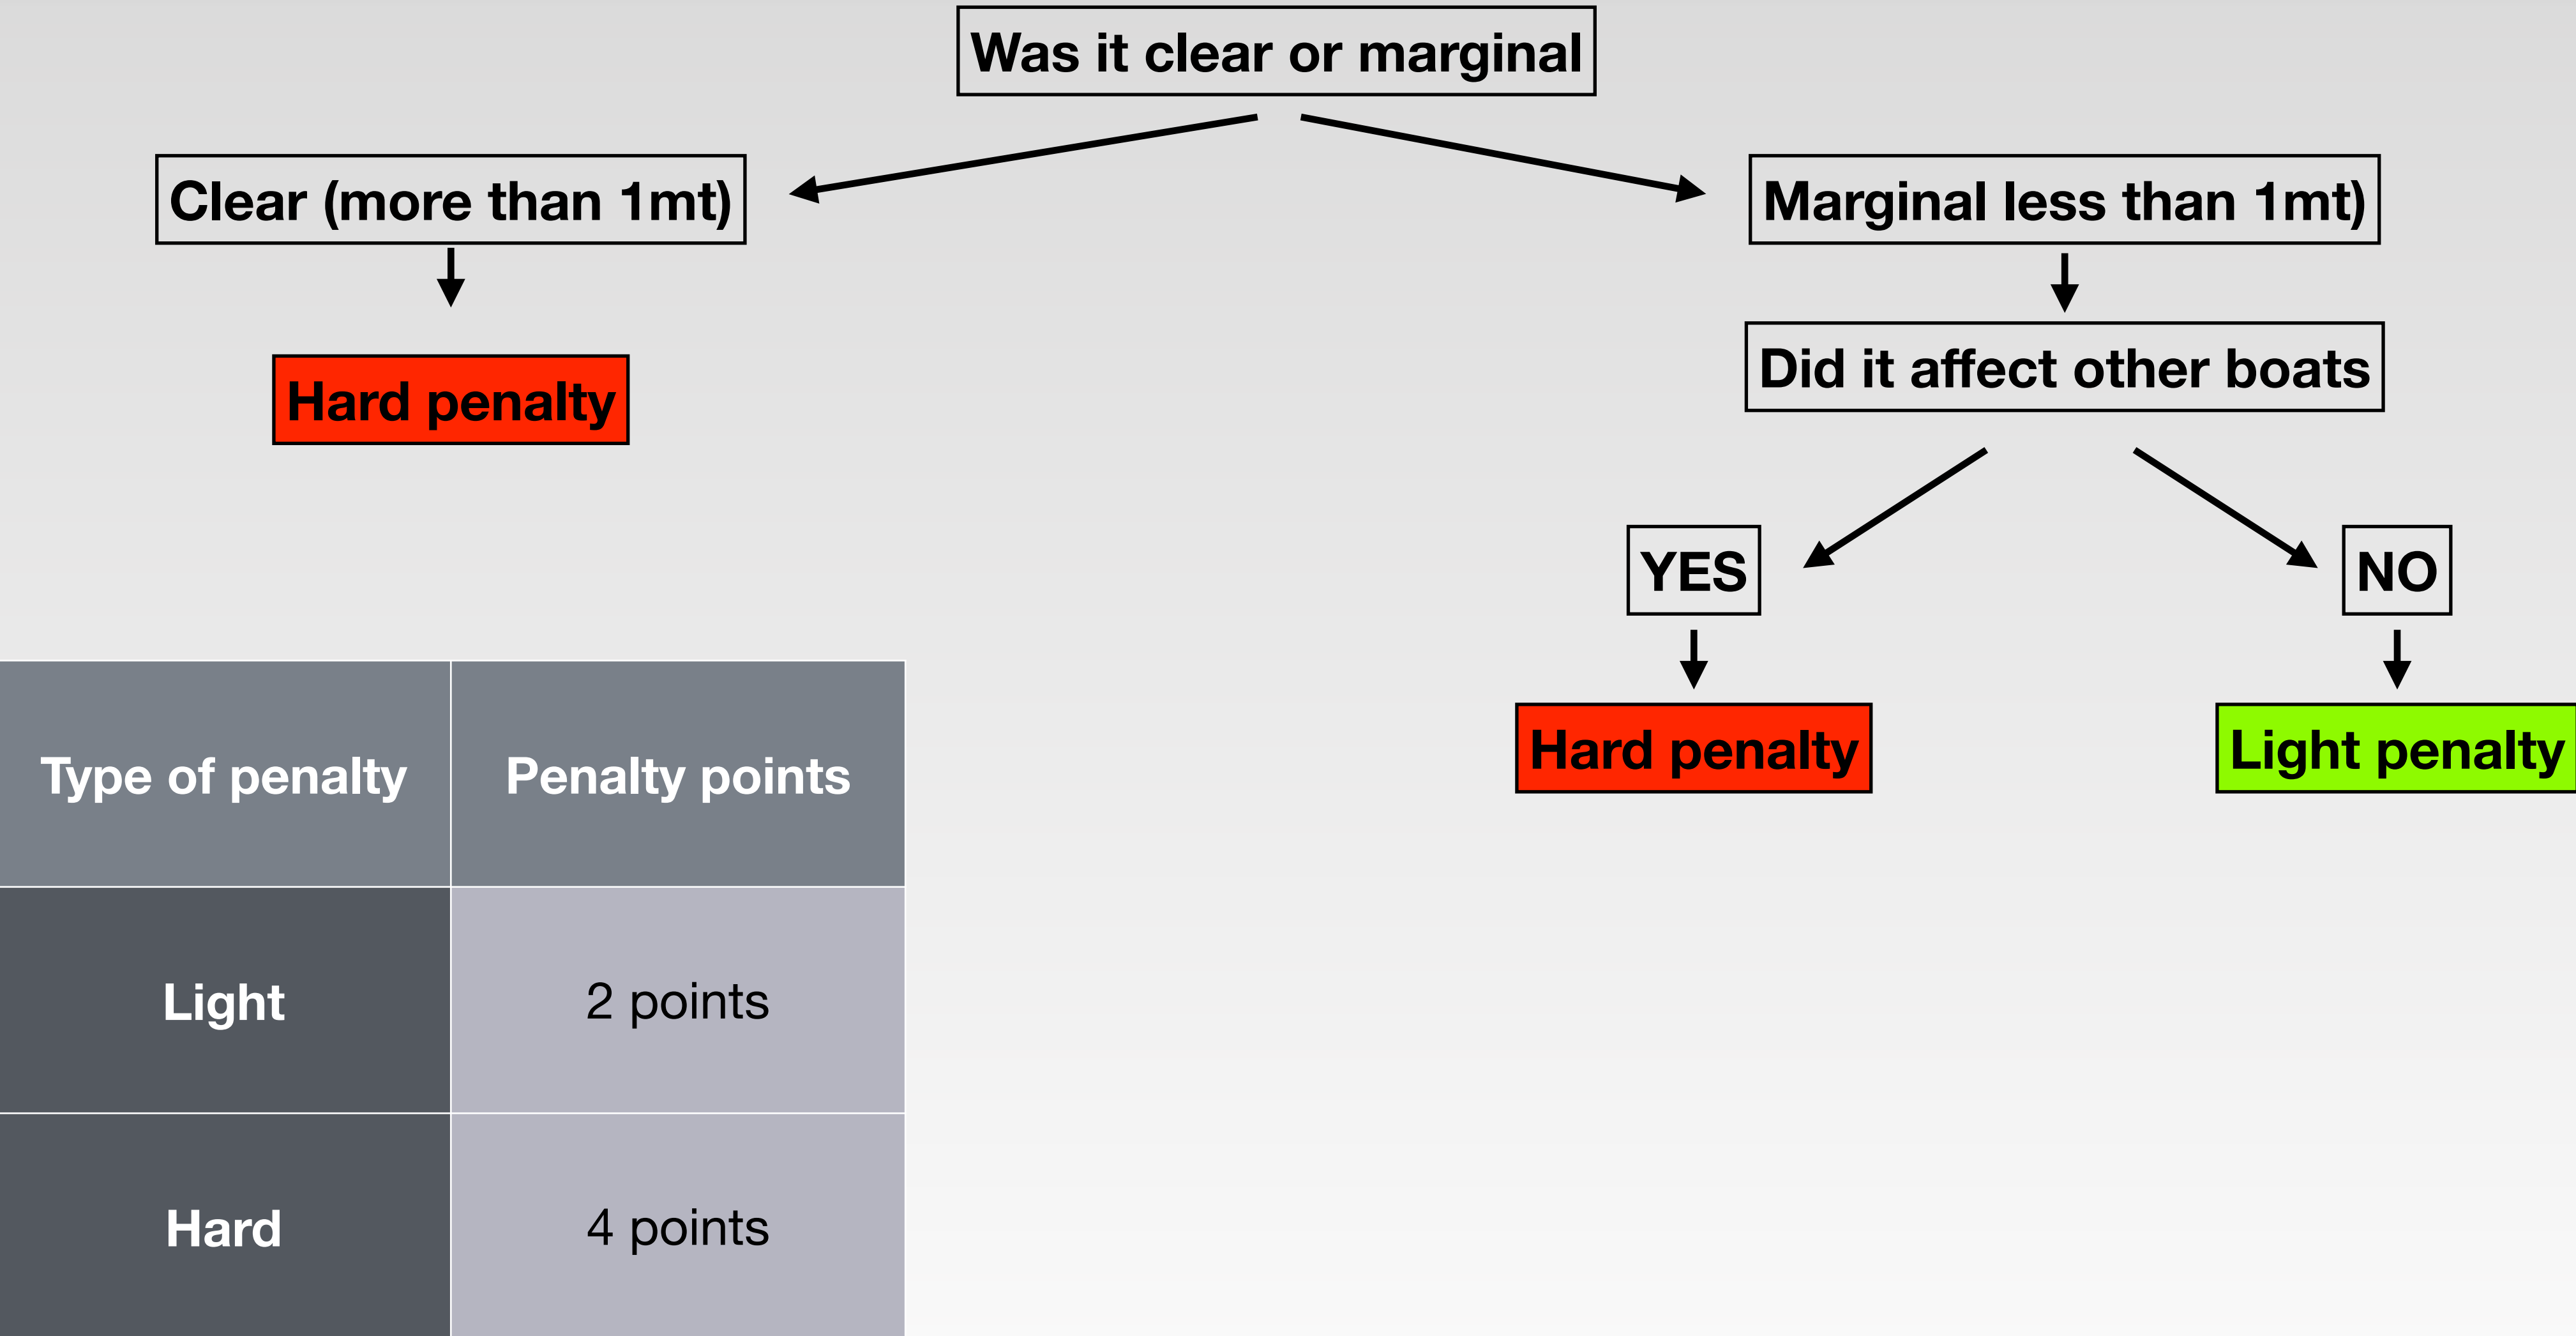 Was it clear or marginal
Clear (more than 1mt)
Marginal less than 1mt)
Hard penalty
Did it affect other boats
YES
NO
Hard penalty
Light penalty
Type of penalty
Penalty points
Light
2 points
Hard
4 points